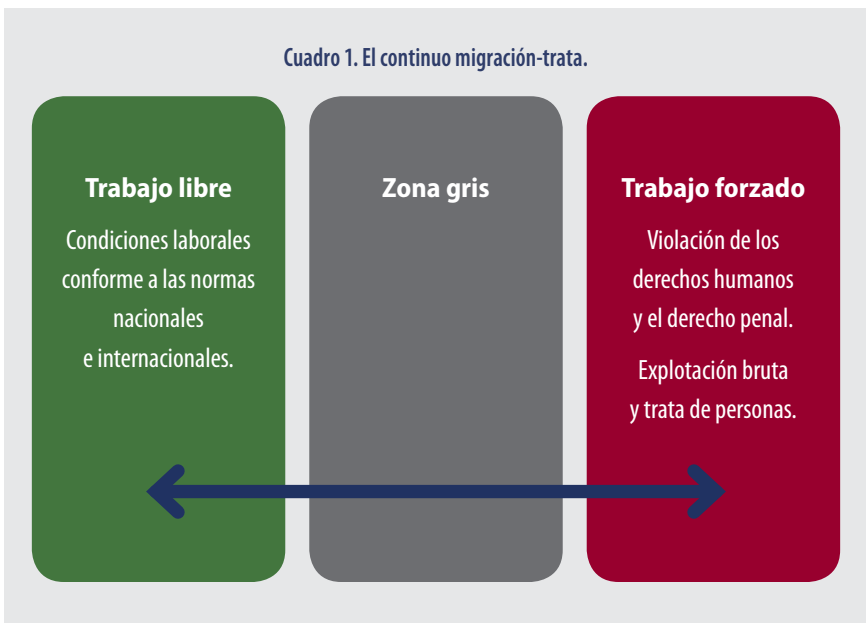 Cuadro 1. El continuo migración-trata.
Trabajo libre
Condiciones laborales
conforme a las normas
nacionales
e internacionales.
Zona gris
Trabajo forzado
Violación de los
derechos humanos
y el derecho penal.
Explotación bruta
y trata de personas.